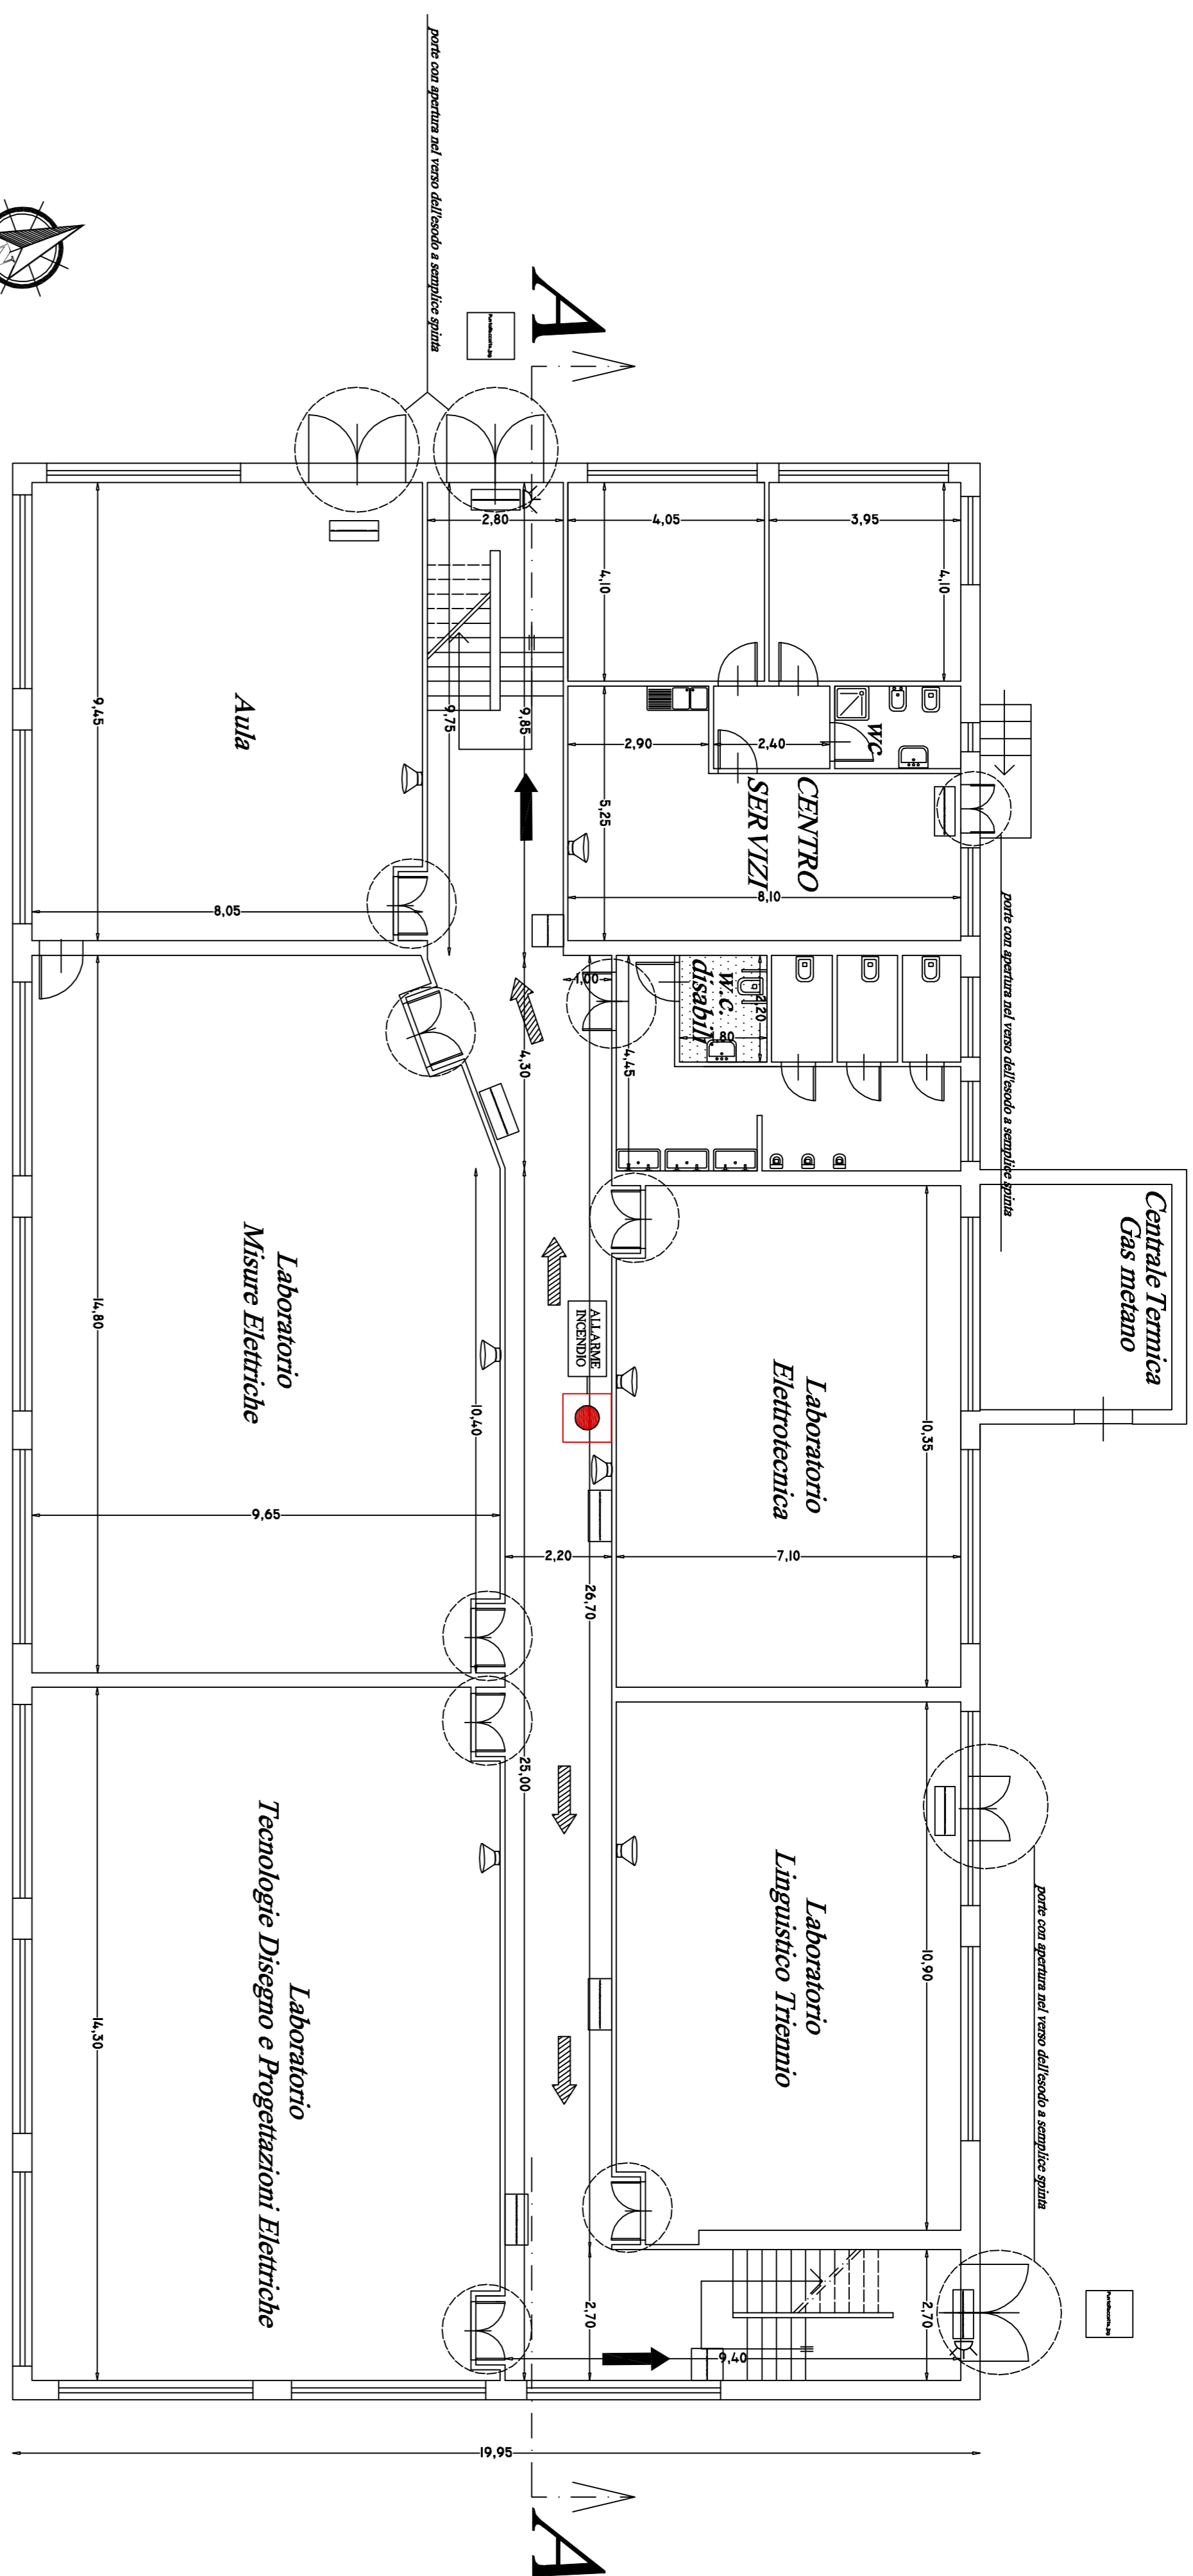 porte con apertura nel verso dell'esodo a semplice spinta
A
PuntoRaccolta.jpg
2,80
4,05
3,95
4,10
4,10
9,45
9,75
9,85
Aula
2,90
2,40
wc
CENTRO
SERVIZI
5,25
8,10
8,05
porte con apertura nel verso dell'esodo a semplice spinta
1,00
w.c.
disabili
2,20
1,80
4,30
4,45
Centrale Termica
Gas metano
Laboratorio
Misure Elettriche
14,80
10,40
9,65
ALLARME
INCENDIO
Laboratorio
Elettrotecnica
10,35
2,20
7,10
26,70
25,00
Laboratorio
Linguistico Triennio
10,90
porte con apertura nel verso dell'esodo a semplice spinta
Laboratorio
Tecnologie Disegno e Progettazioni Elettriche
14,30
2,70
2,70
9,40
PuntoRaccolta.jpg
19,95
A